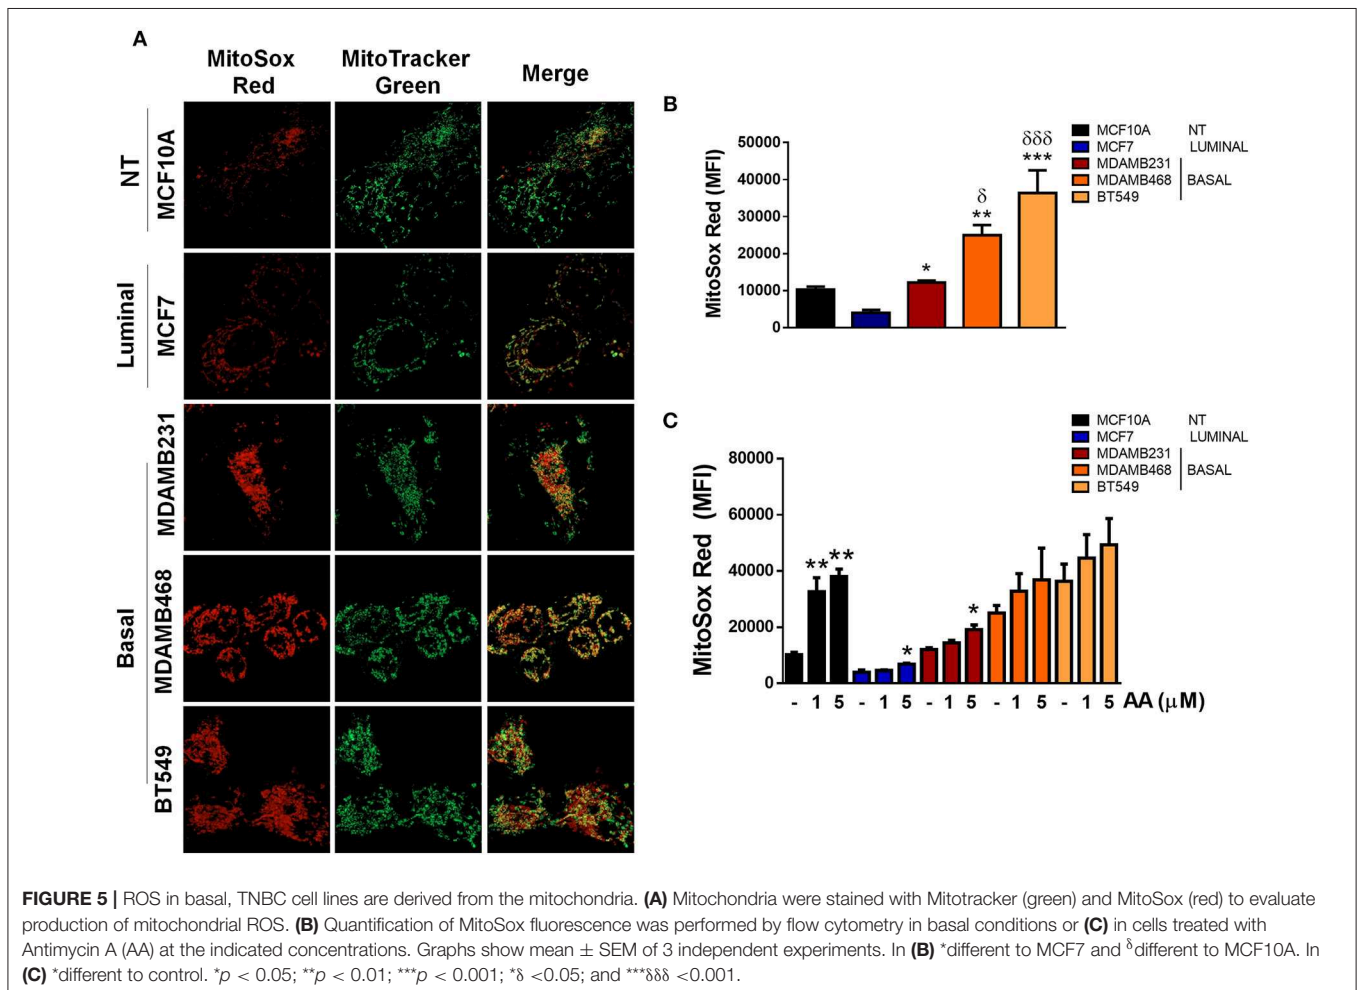 A
MitoSox
Red
MitoTracker
Green
Merge
NT
MCF10A
Luminal
MCF7
Basal
MDAMB231
MDAMB468
BT549
B
MitoSox Red (MFI)
50000
40000
30000
20000
10000
0
*
δ
**
δδδ
***
MCF10A NT
MCF7 LUMINAL
MDAMB231
MDAMB468 BASAL
BT549
C
MitoSox Red (MFI)
80000
60000
40000
20000
0
** ** * *
- 1 5 - 1 5 - 1 5 - 1 5 - 1 5 AA (µM)
MCF10A NT
MCF7 LUMINAL
MDAMB231
MDAMB468 BASAL
BT549
FIGURE 5 | ROS in basal, TNBC cell lines are derived from the mitochondria. (A) Mitochondria were stained with Mitotracker (green) and MitoSox (red) to evaluate
production of mitochondrial ROS. (B) Quantification of MitoSox fluorescence was performed by flow cytometry in basal conditions or (C) in cells treated with
Antimycin A (AA) at the indicated concentrations. Graphs show mean ± SEM of 3 independent experiments. In (B) *different to MCF7 and δdifferent to MCF10A. In
(C) *different to control. *p < 0.05; **p < 0.01; ***p < 0.001; *δ <0.05; and ***δδδ <0.001.